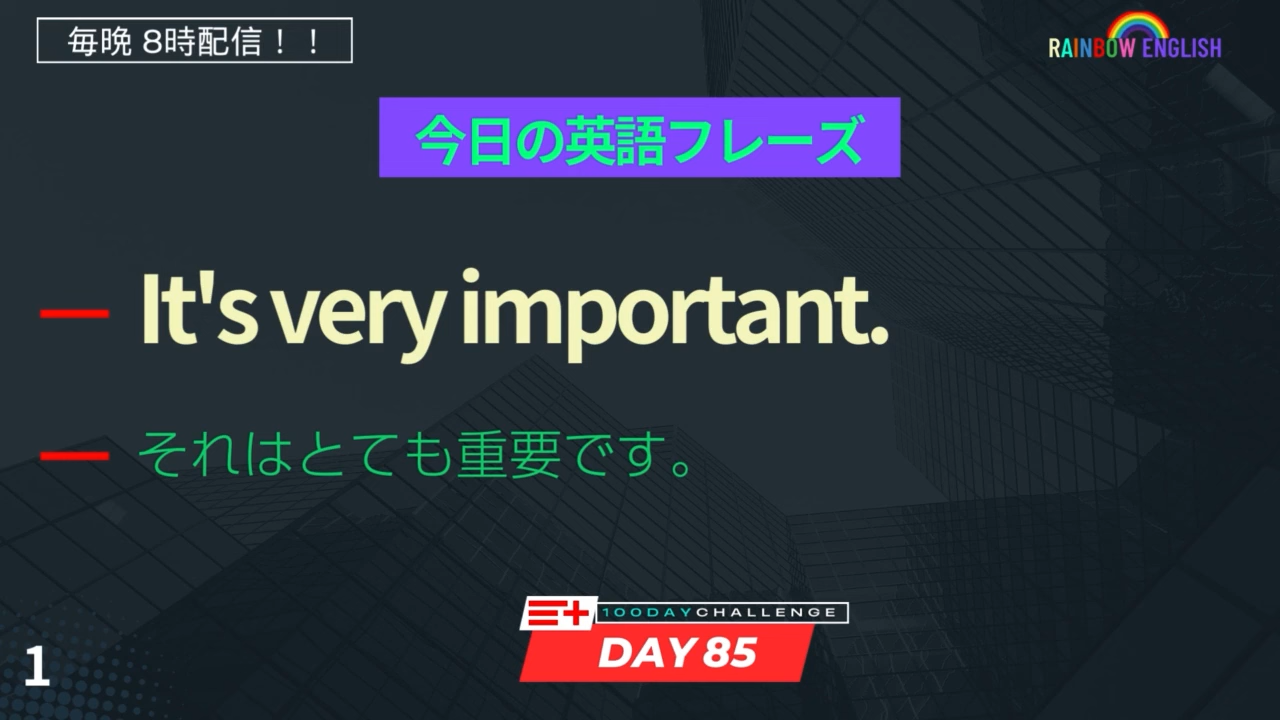 毎晩 8時配信！！
RAINBOW ENGLISH
今日の英語フレーズ
It's very important.
それはとても重要です。
100DAYCHALLENGE
DAY 85
1